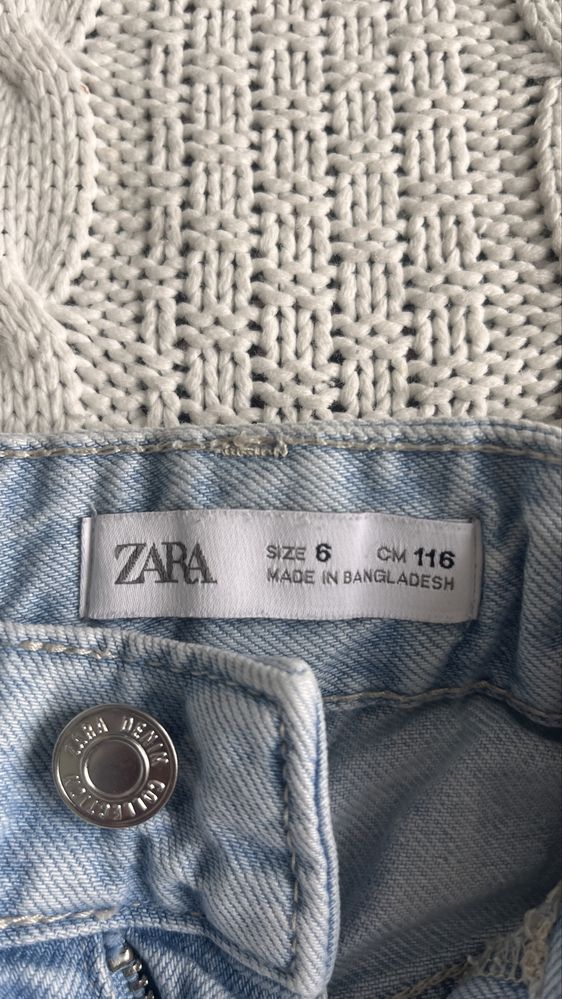 ZARA
SIZE 6 CM 116
MADE IN BANGLADESH
ZARA DENIM COLLECTION